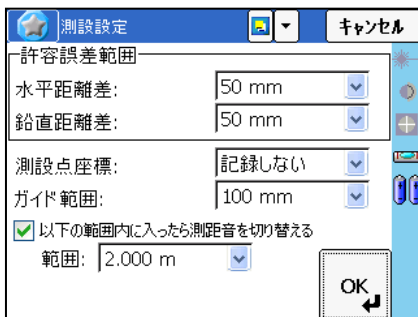 測設設定 キャンセル
許容誤差範囲
水平距離差: 50 mm
鉛直距離差: 50 mm
測設点座標: 記録しない
ガイド範囲: 100 mm
以下の範囲内に入ったら測距音を切り替える
範囲: 2.000 m
OK